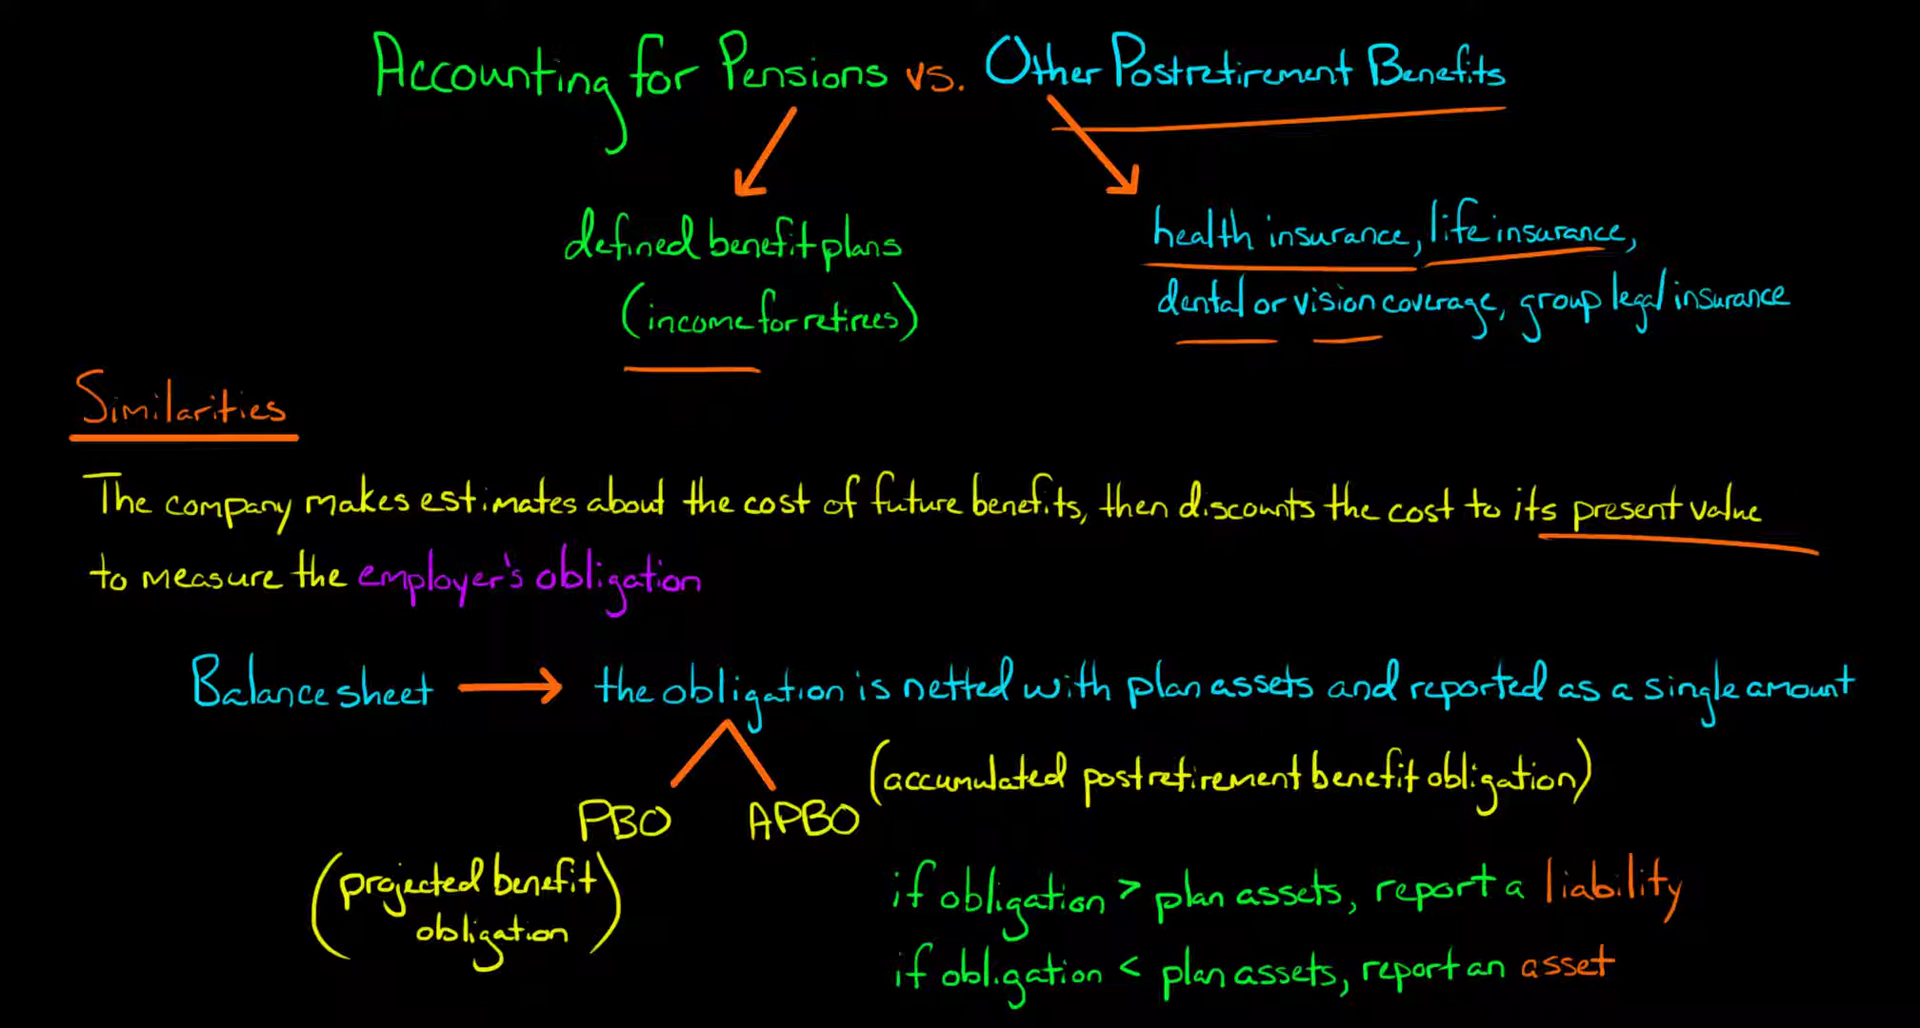 Accounting for Pensions vs. Other Postretirement Benefits
defined benefit plans
(income for retirees)
health insurance, life insurance,
dental or vision coverage, group legal insurance
Similarities
The company makes estimates about the cost of future benefits, then discounts the cost to its present value
to measure the employer's obligation
Balance sheet → the obligation is netted with plan assets and reported as a single amount
PBO
(projected benefit
obligation)
APBO
(accumulated postretirement benefit obligation)
if obligation > plan assets, report a liability
if obligation < plan assets, report an asset